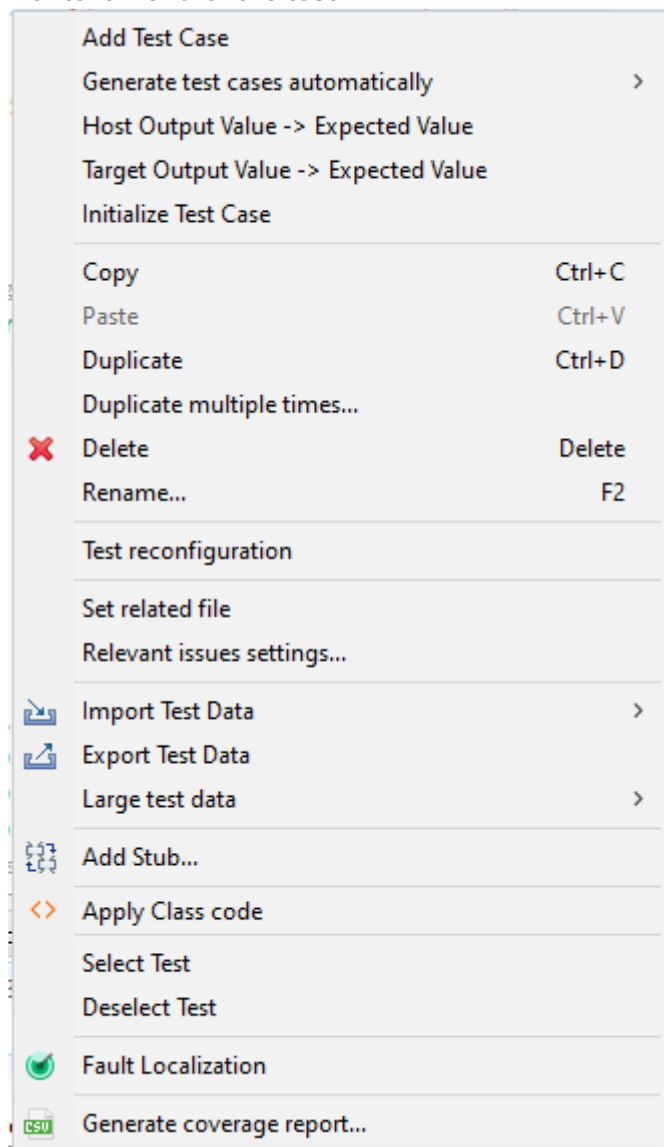 Add Test Case
Generate test cases automatically >
Host Output Value -> Expected Value
Target Output Value -> Expected Value
Initialize Test Case
Copy Ctrl+C
Paste Ctrl+V
Duplicate Ctrl+D
Duplicate multiple times...
Delete Delete
Rename... F2
Test reconfiguration
Set related file
Relevant issues settings...
Import Test Data >
Export Test Data
Large test data >
Add Stub...
<> Apply Class code
Select Test
Deselect Test
Fault Localization
CSV Generate coverage report...